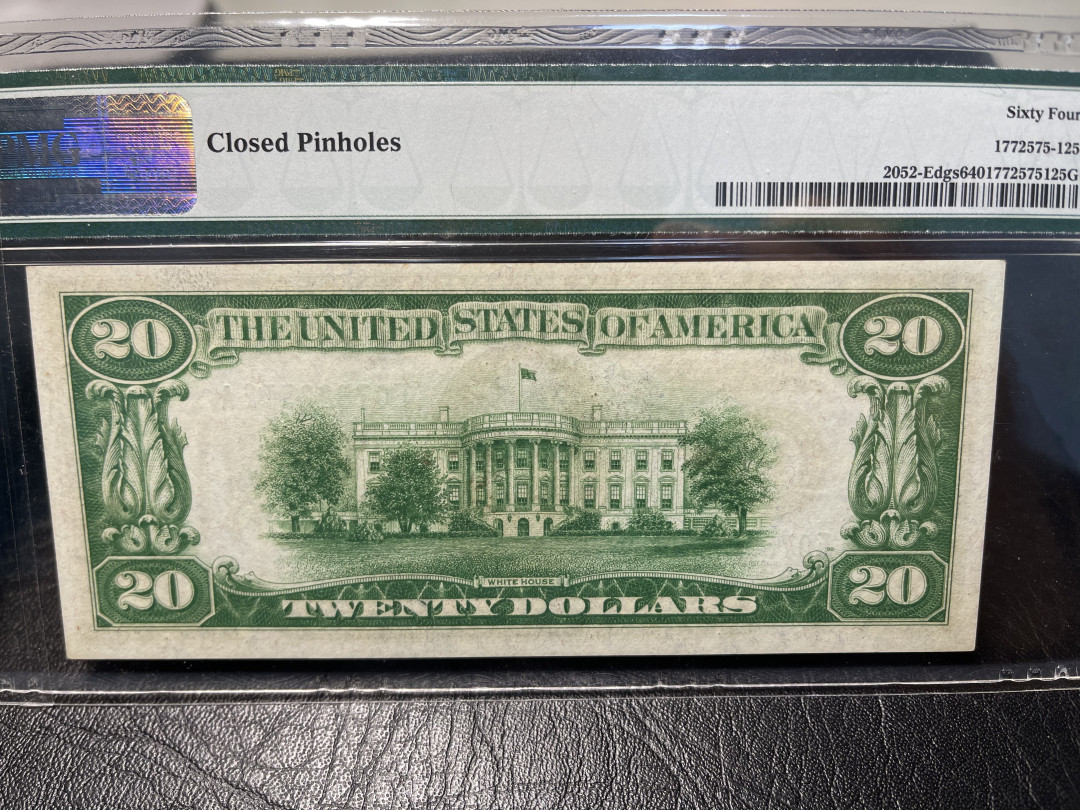 PMG
Closed Pinholes
Sixty Four
1772575-125
2052-Edgs6401772575125G
20 THE UNITED STATES OF AMERICA 20
20 WHITE HOUSE 20
TWENTY DOLLARS